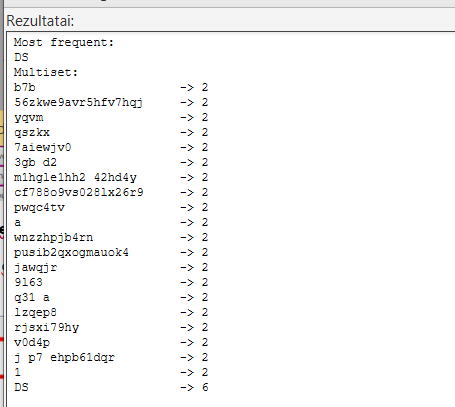 Rezultatai:
Most frequent:
DS
Multiset:
b7b -> 2
56zkwe9avr5hfv7hqj -> 2
yqvm -> 2
qszkx -> 2
7aiewjv0 -> 2
3gb d2 -> 2
m1hgle1hh2 42hd4y -> 2
cf788o9vs028lx26r9 -> 2
pwqc4tv -> 2
a -> 2
wnzzhpjb4rn -> 2
pusib2qxogmauok4 -> 2
jawqjr -> 2
9l63 -> 2
q31 a -> 2
lzqep8 -> 2
rjsxi79hy -> 2
v0d4p -> 2
j p7 ehpb61dqr -> 2
1 -> 2
DS -> 6